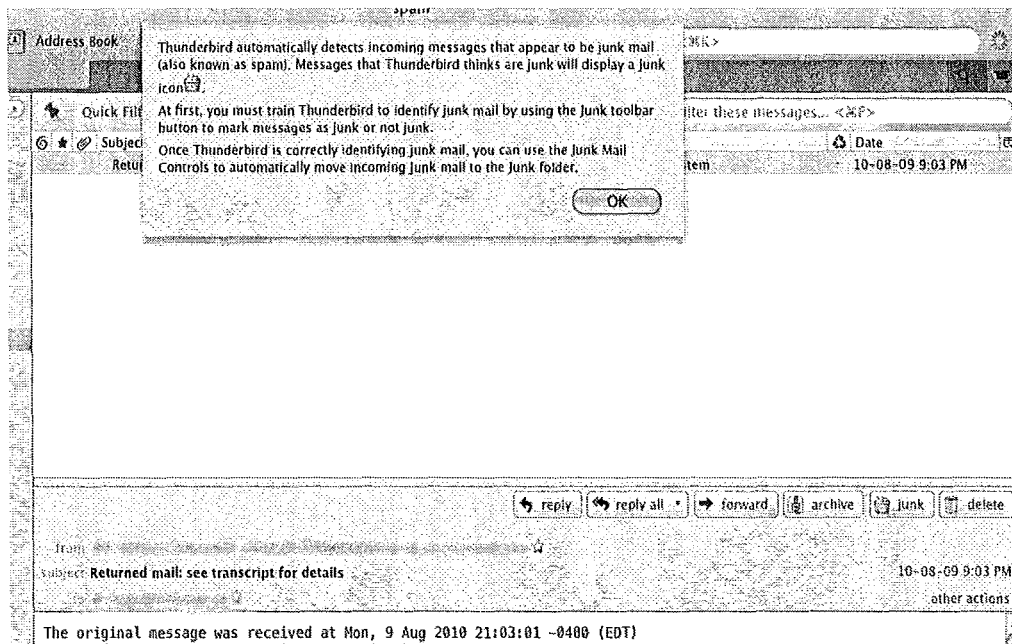 spam
Address Book
Thunderbird automatically detects incoming messages that appear to be junk mail
(also known as spam). Messages that Thunderbird thinks are junk will display a junk
icon.
At first, you must train Thunderbird to identify junk mail by using the Junk toolbar
button to mark messages as junk or not junk.
Once Thunderbird is correctly identifying junk mail, you can use the Junk Mail
Controls to automatically move incoming junk mail to the Junk folder.
OK
⌘K>
Quick Filt
ilter these messages... <⌘F>
Subjec
Date
Retu
tem
10-08-09 9:03 PM
reply
reply all
forward
archive
junk
delete
from
subject Returned mail: see transcript for details
10-08-09 9:03 PM
other actions
The original message was received at Mon, 9 Aug 2010 21:03:01 -0400 (EDT)